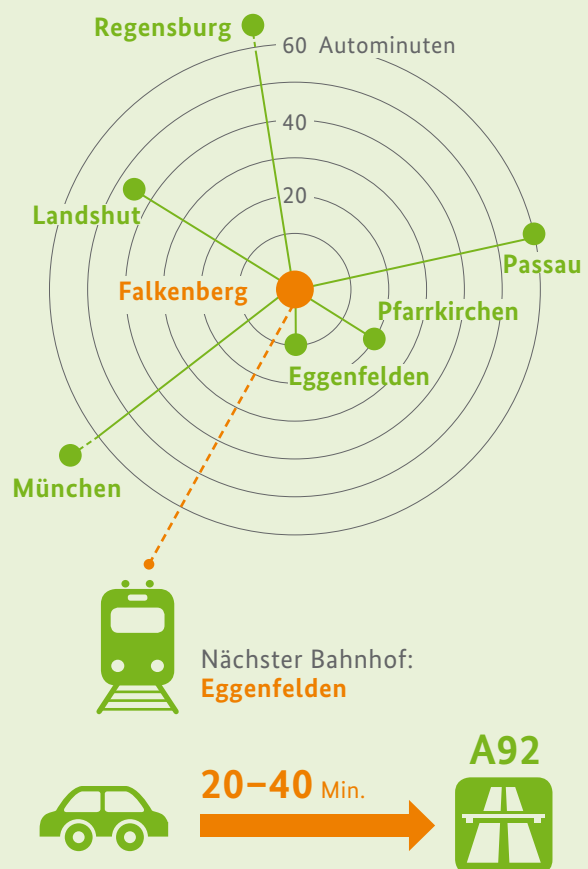 Regensburg
60 Autominuten
40
20
Landshut
Passau
Falkenberg
Pfarrkirchen
Eggenfelden
München
Nächster Bahnhof:
Eggenfelden
A92
20–40 Min.